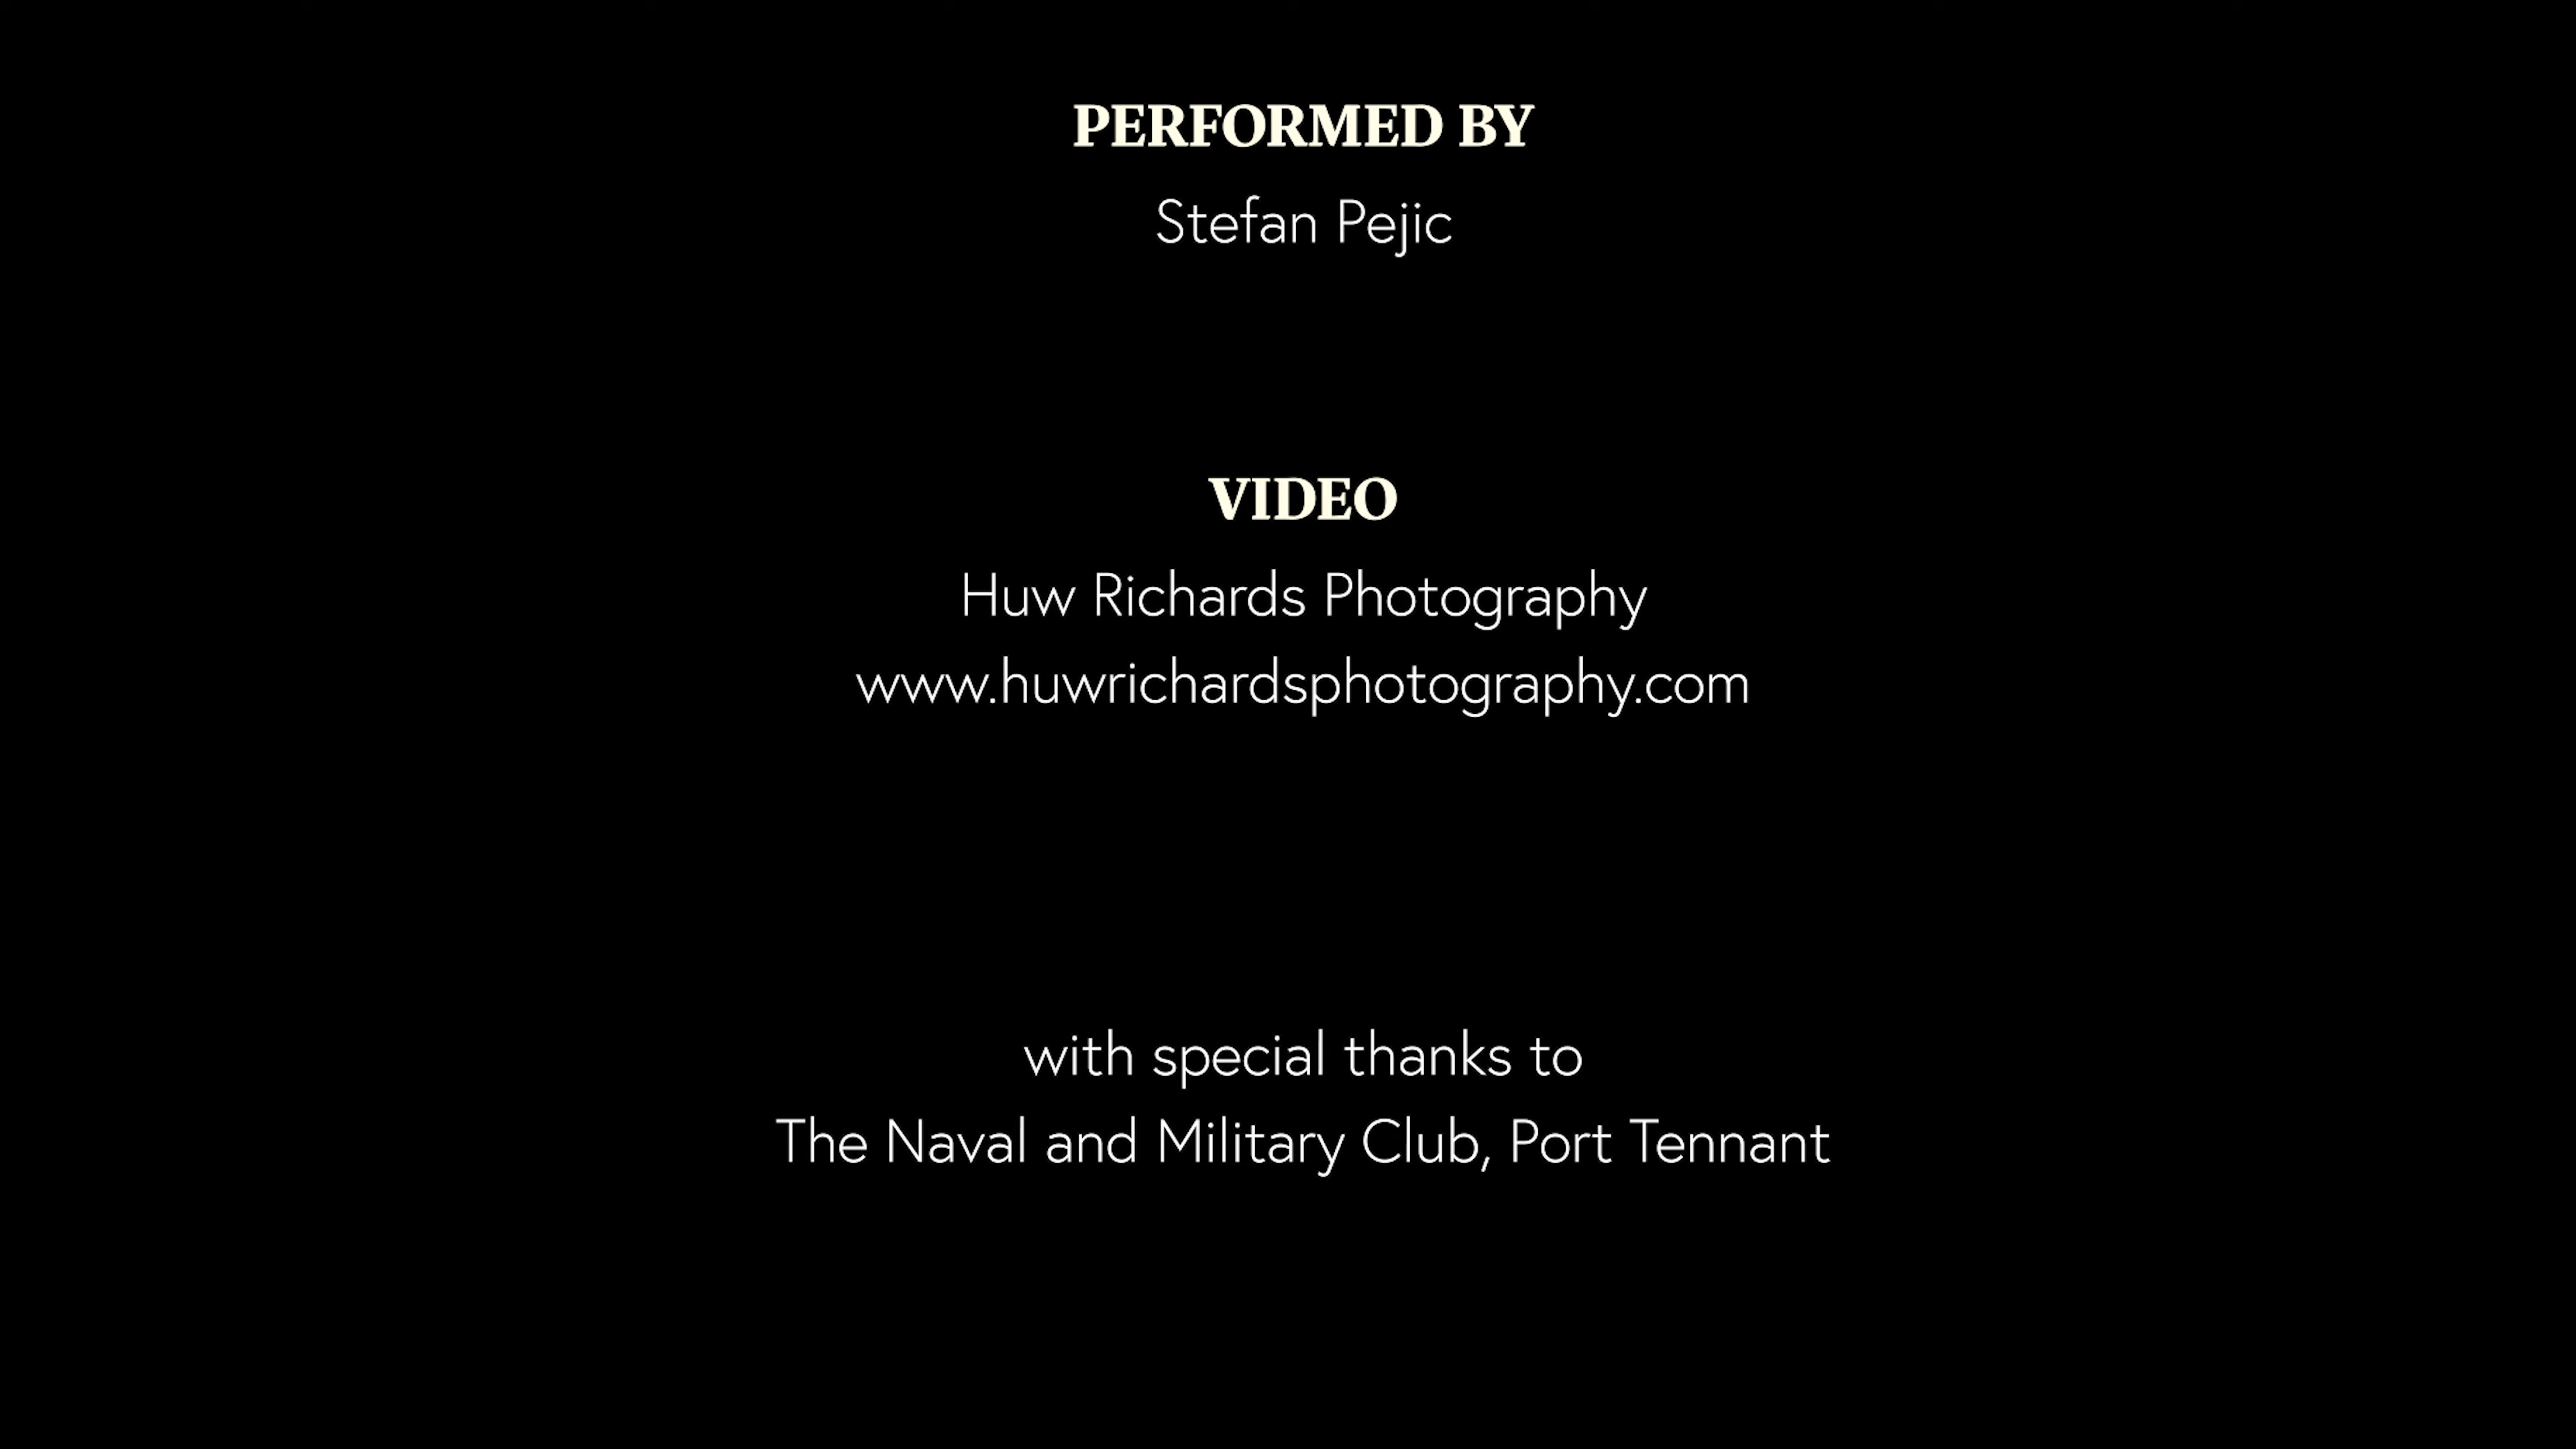 PERFORMED BY
Stefan Pejic
VIDEO
Huw Richards Photography
www.huwrichardsphotography.com
with special thanks to
The Naval and Military Club, Port Tennant